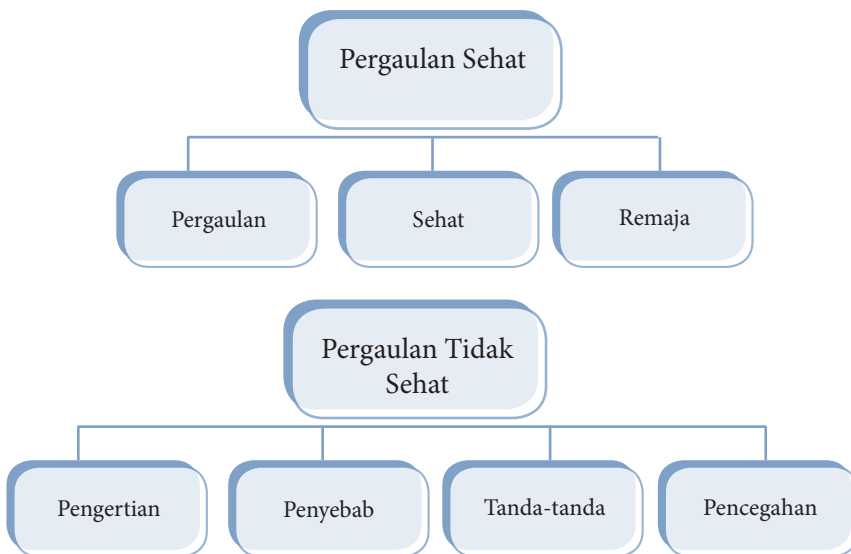 Pergaulan Sehat
Pergaulan
Sehat
Remaja
Pergaulan Tidak
Sehat
Pengertian
Penyebab
Tanda-tanda
Pencegahan